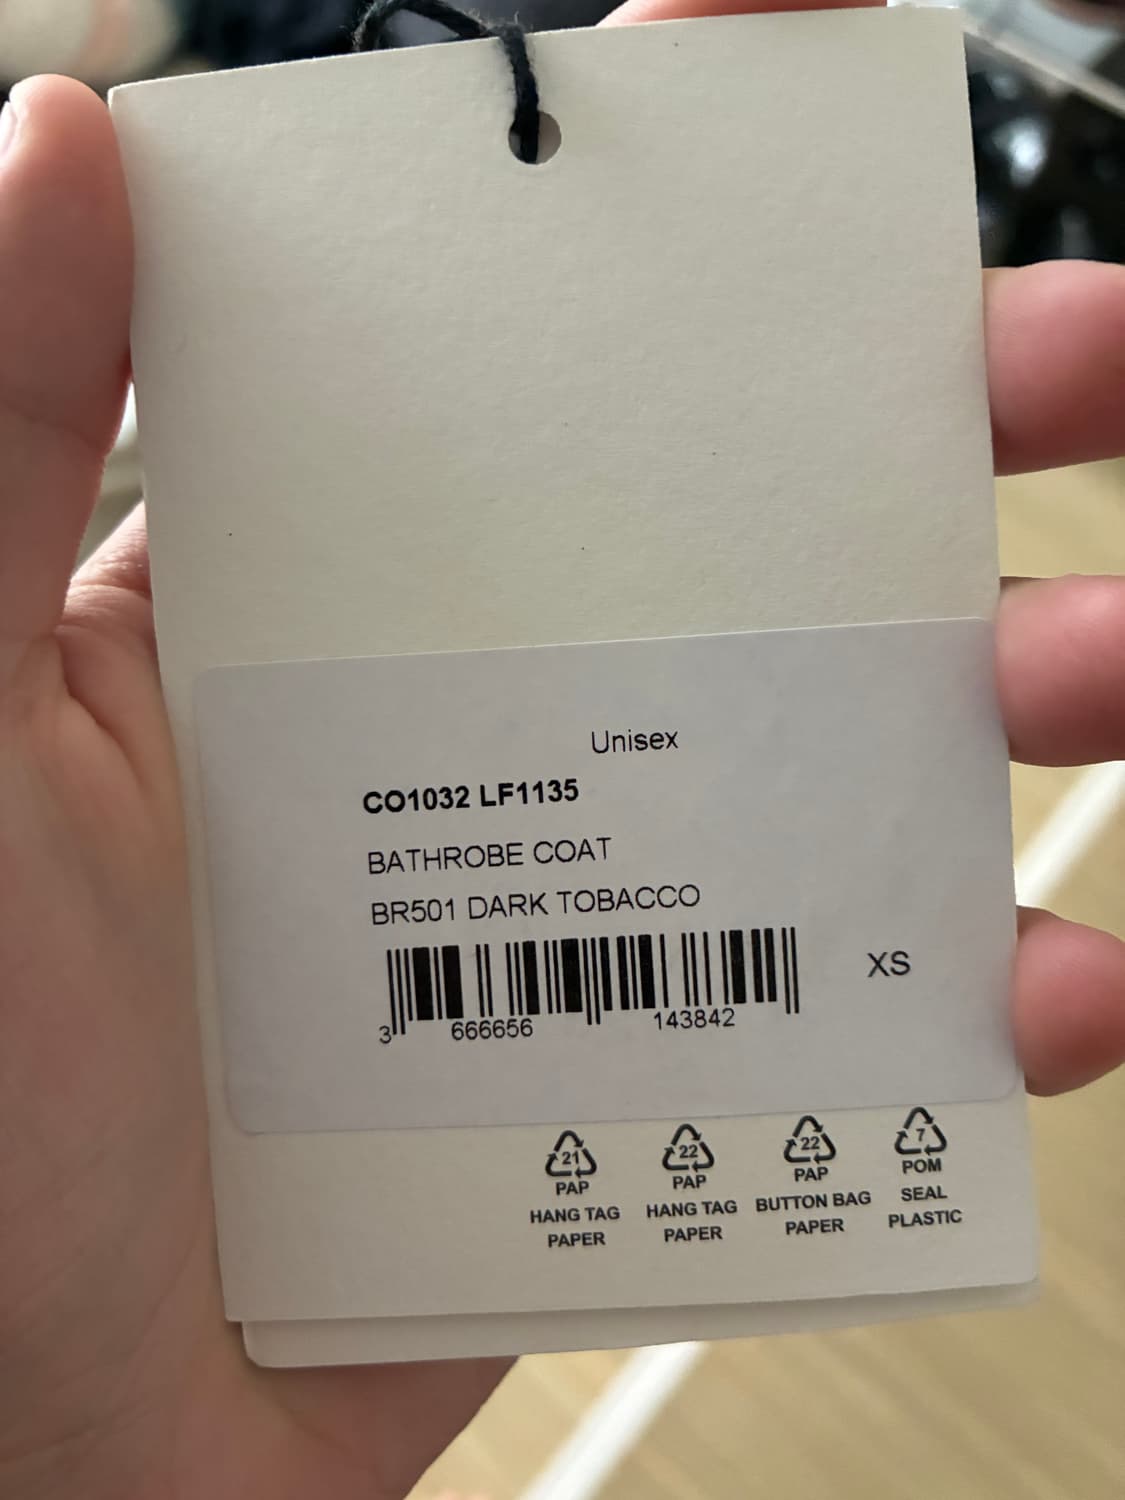 Unisex
CO1032 LF1135
BATHROBE COAT
BR501 DARK TOBACCO
XS
3 666656 143842
21 22 22 7
PAP PAP PAP POM
HANG TAG HANG TAG BUTTON BAG SEAL
PAPER PAPER PAPER PLASTIC